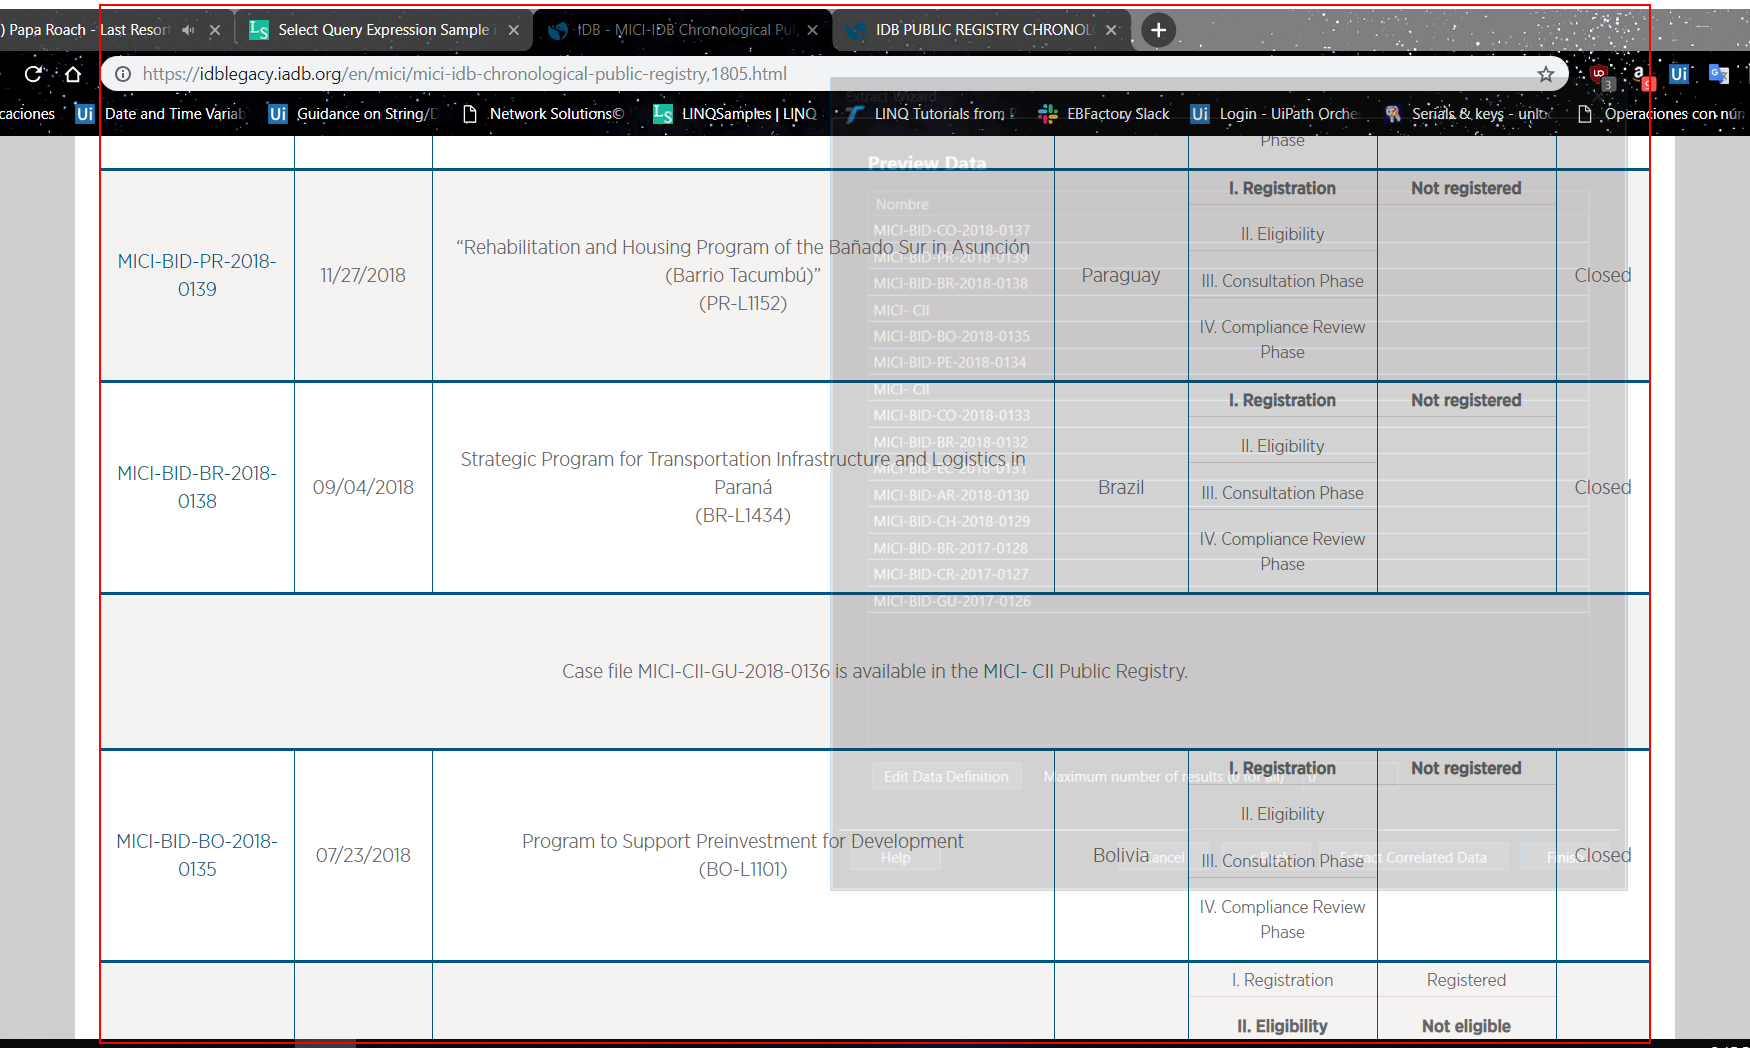 ) Papa Roach - Last Resort
Select Query Expression Sample i
IDB - MICI-IDB Chronological Pu
IDB PUBLIC REGISTRY CHRONOL
https://idblegacy.iadb.org/en/mici/mici-idb-chronological-public-registry,1805.html
3
caciones
Date and Time Variab
Guidance on String/D
Network Solutions©
LINQSamples | LINQ
LINQ Tutorials from
EBFactory Slack
Login - UiPath Orche
Serials & keys - unlo
Operaciones con núm
Extract Wizard
Phase
Preview Data
Nombre
MICI-BID-CO-2018-0137
MICI-BID-PR-2018-0139
MICI-BID-BR-2018-0138
MICI- CII
MICI-BID-BO-2018-0135
MICI-BID-PE-2018-0134
MICI- CII
MICI-BID-CO-2018-0133
MICI-BID-BR-2018-0132
MICI-BID-EC-2018-0131
MICI-BID-AR-2018-0130
MICI-BID-CH-2018-0129
MICI-BID-BR-2017-0128
MICI-BID-CR-2017-0127
MICI-BID-GU-2017-0126
Edit Data Definition
Maximum number of results (0 for all)
0
Help
Cancel
Extract Correlated Data
Finish
MICI-BID-PR-2018-
0139
11/27/2018
“Rehabilitation and Housing Program of the Bañado Sur in Asunción
(Barrio Tacumbú)”
(PR-L1152)
Paraguay
I. Registration
Not registered
II. Eligibility
III. Consultation Phase
IV. Compliance Review
Phase
Closed
MICI-BID-BR-2018-
0138
09/04/2018
Strategic Program for Transportation Infrastructure and Logistics in
Paraná
(BR-L1434)
Brazil
I. Registration
Not registered
II. Eligibility
III. Consultation Phase
IV. Compliance Review
Phase
Closed
Case file MICI-CII-GU-2018-0136 is available in the MICI- CII Public Registry.
MICI-BID-BO-2018-
0135
07/23/2018
Program to Support Preinvestment for Development
(BO-L1101)
Bolivia
I. Registration
Not registered
II. Eligibility
III. Consultation Phase
IV. Compliance Review
Phase
Closed
I. Registration
Registered
II. Eligibility
Not eligible